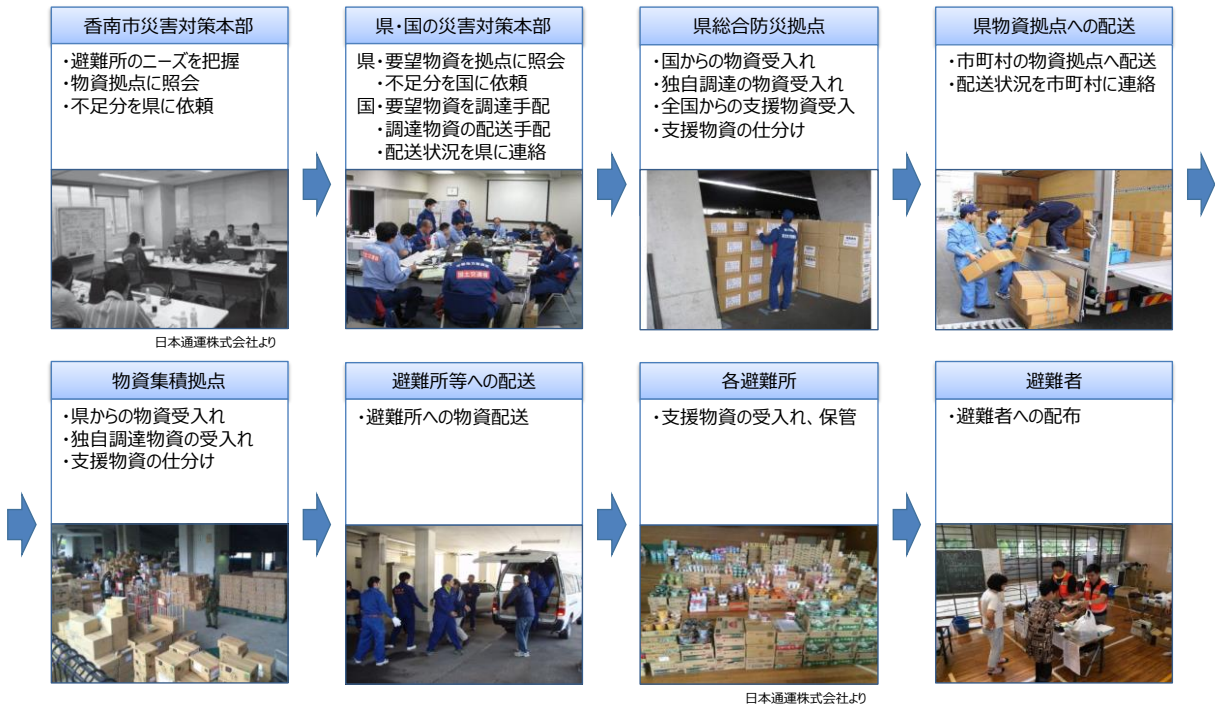 香南市災害対策本部
・避難所のニーズを把握
・物資拠点に照会
・不足分を県に依頼
日本通運株式会社より
県・国の災害対策本部
県・要望物資を拠点に照会
・不足分を国に依頼
国・要望物資を調達手配
・調達物資の配送手配
・配送状況を県に連絡
県総合防災拠点
・国からの物資受入れ
・独自調達の物資受入れ
・全国からの支援物資受入
・支援物資の仕分け
県物資拠点への配送
・市町村の物資拠点へ配送
・配送状況を市町村に連絡
物資集積拠点
・県からの物資受入れ
・独自調達物資の受入れ
・支援物資の仕分け
避難所等への配送
・避難所への物資配送
各避難所
・支援物資の受入れ、保管
日本通運株式会社より
避難者
・避難者への配布